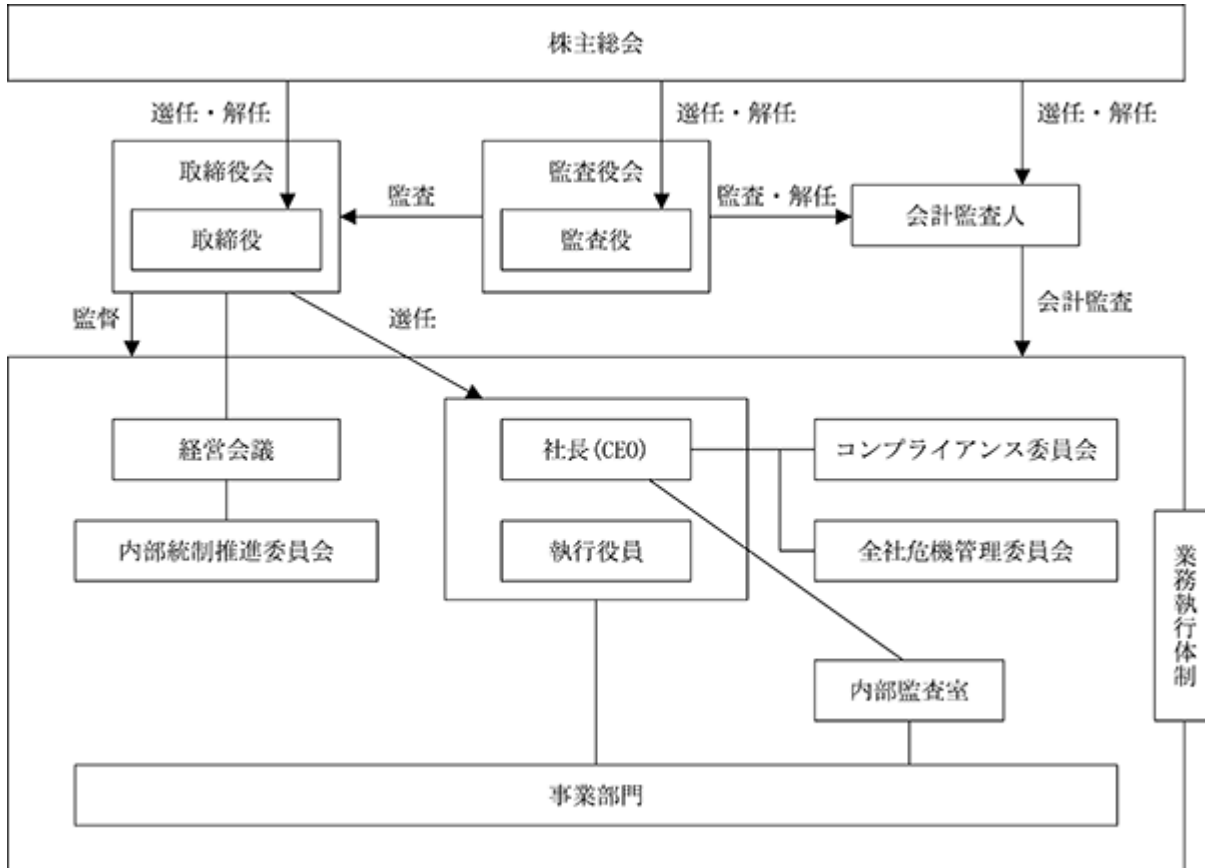 株主総会
選任・解任
選任・解任
選任・解任
取締役会
監査役会
監査
監査・解任
会計監査人
取締役
監査役
監督
選任
会計監査
経営会議
社長(CEO)
コンプライアンス委員会
内部統制推進委員会
執行役員
全社危機管理委員会
業務執行体制
内部監査室
事業部門